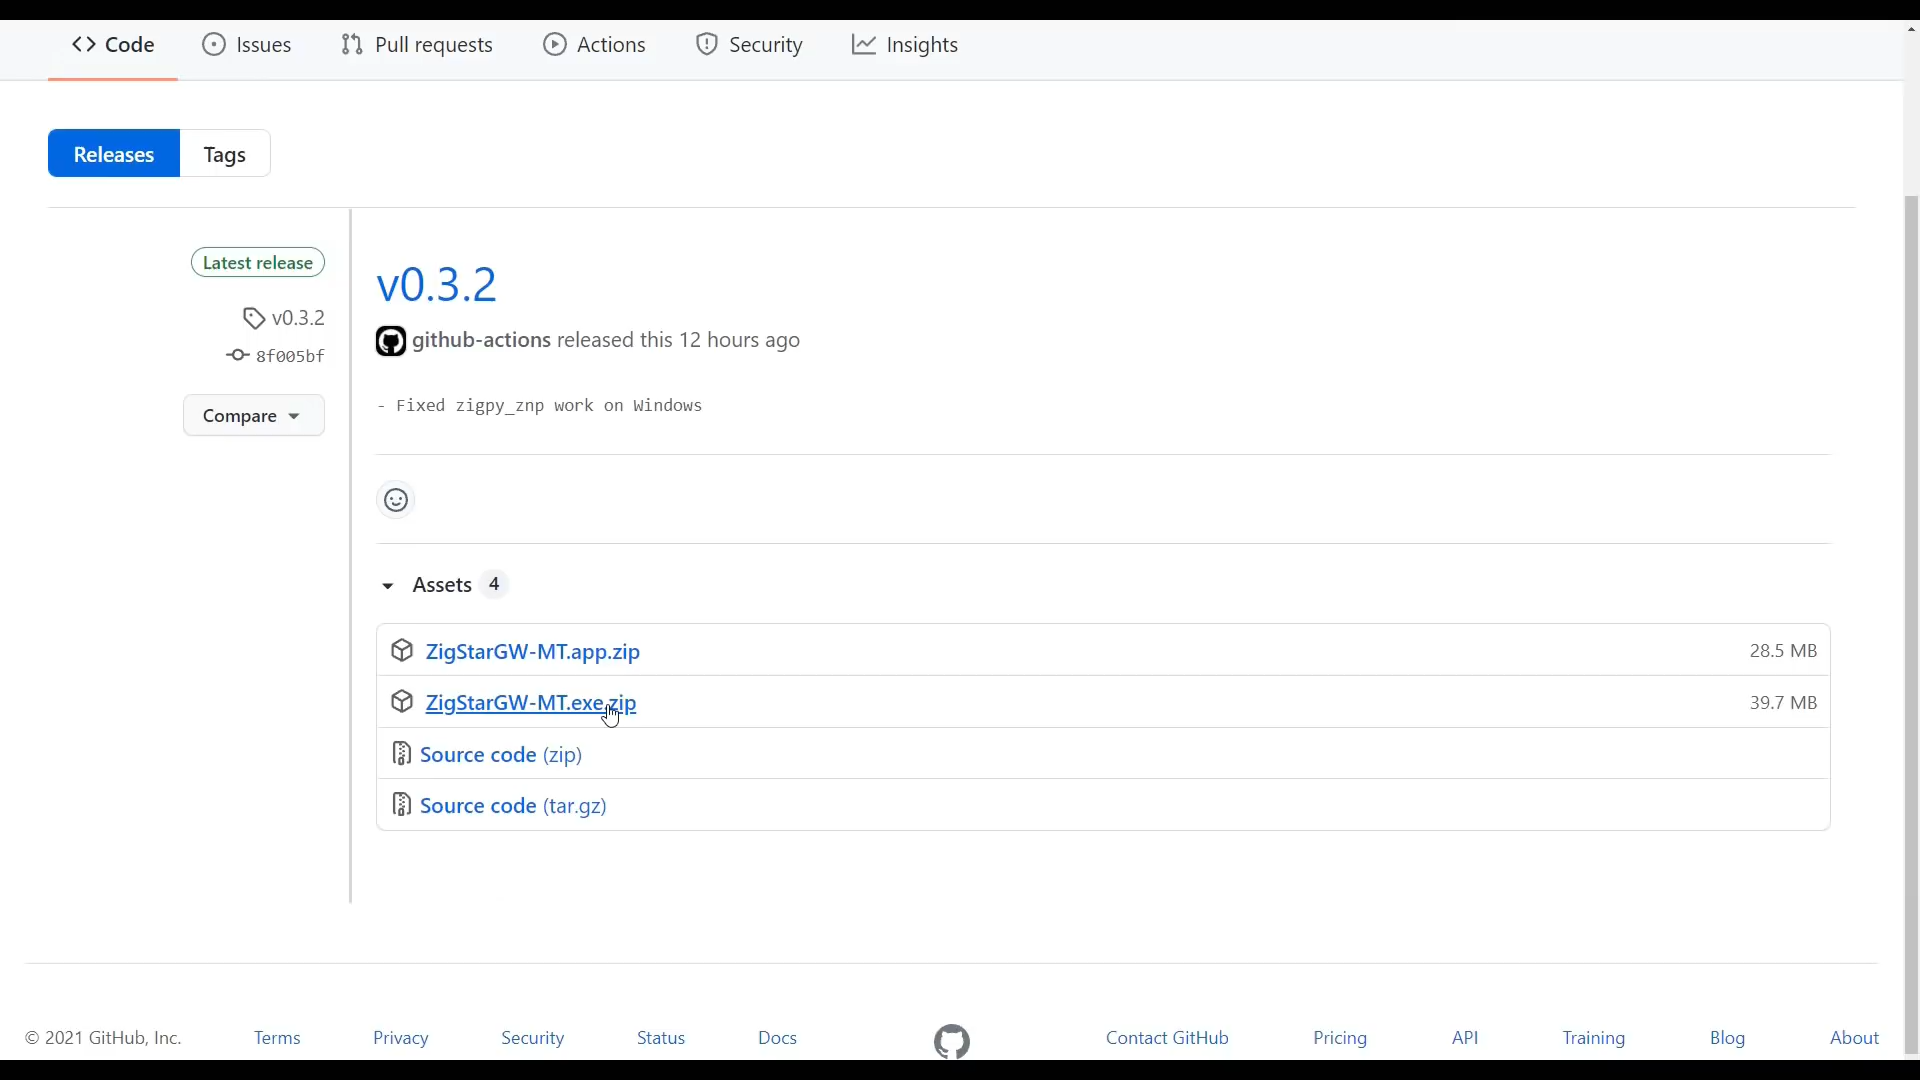 Code Issues Pull requests Actions Security Insights
Releases Tags
Latest release
v0.3.2
8f005bf
Compare
v0.3.2
github-actions released this 12 hours ago
- Fixed zigpy_znp work on Windows
Assets 4
ZigStarGW-MT.app.zip 28.5 MB
ZigStarGW-MT.exe.zip 39.7 MB
Source code (zip)
Source code (tar.gz)
© 2021 GitHub, Inc. Terms Privacy Security Status Docs Contact GitHub Pricing API Training Blog About